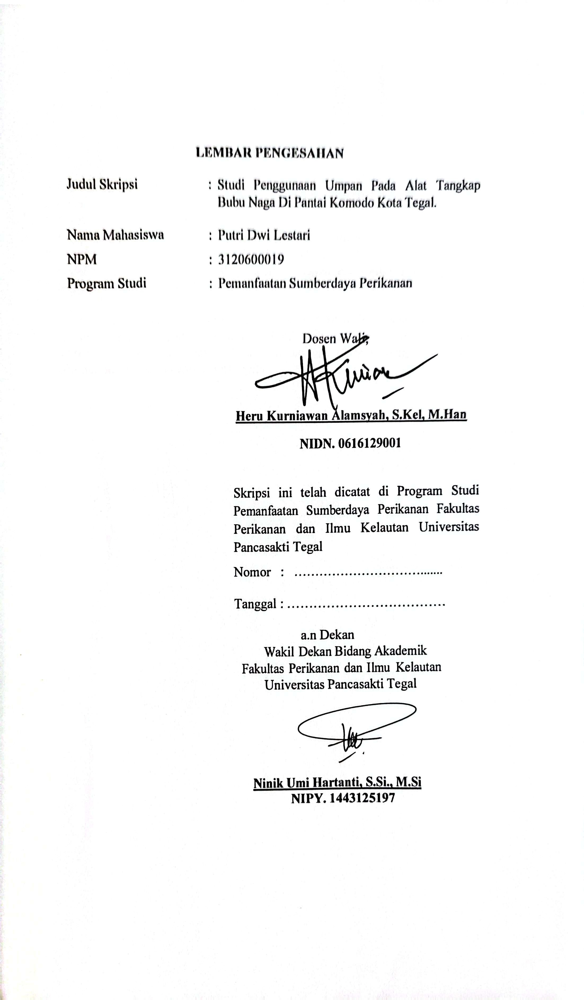 LEMBAR PENGESAHAN
Judul Skripsi : Studi Penggunaan Umpan Pada Alat Tangkap
Bubu Naga Di Pantai Komodo Kota Tegal.
Nama Mahasiswa : Putri Dwi Lestari
NPM : 3120600019
Program Studi : Pemanfaatan Sumberdaya Perikanan
Dosen Wali,
Heru Kurniawan Alamsyah, S.Kel, M.Han
NIDN. 0616129001
Skripsi ini telah dicatat di Program Studi
Pemanfaatan Sumberdaya Perikanan Fakultas
Perikanan dan Ilmu Kelautan Universitas
Pancasakti Tegal
Nomor : ........................................
Tanggal : ........................................
a.n Dekan
Wakil Dekan Bidang Akademik
Fakultas Perikanan dan Ilmu Kelautan
Universitas Pancasakti Tegal
Ninik Umi Hartanti, S.Si., M.Si
NIPY. 1443125197